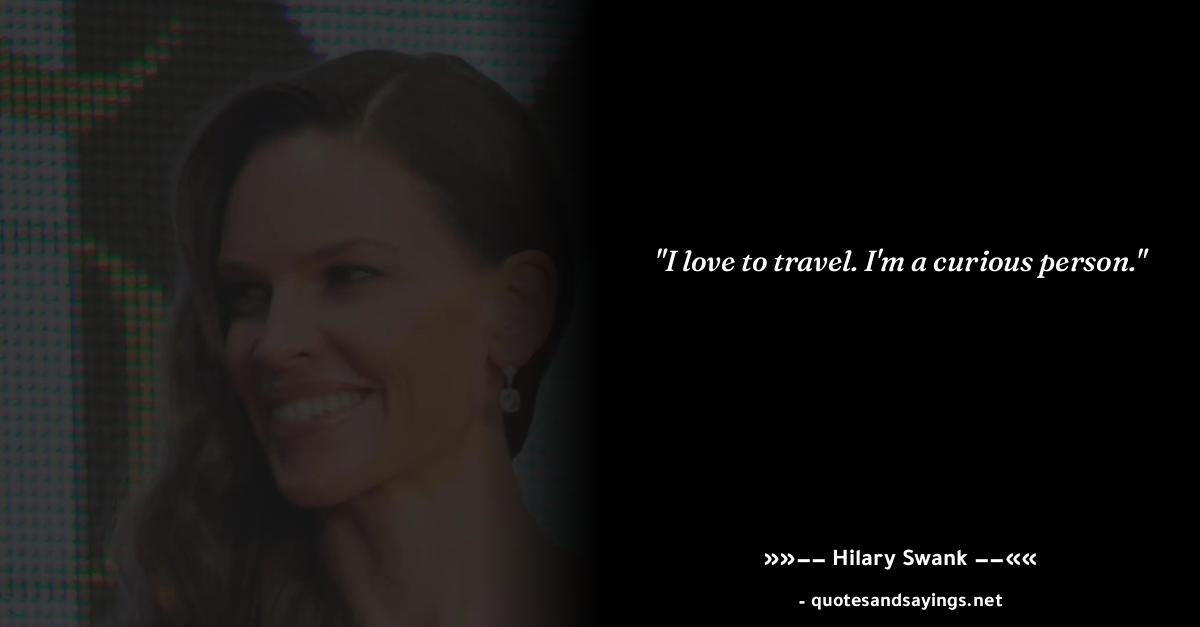 "I love to travel. I'm a curious person."
»»−− Hilary Swank −−««
- quotesandsayings.net